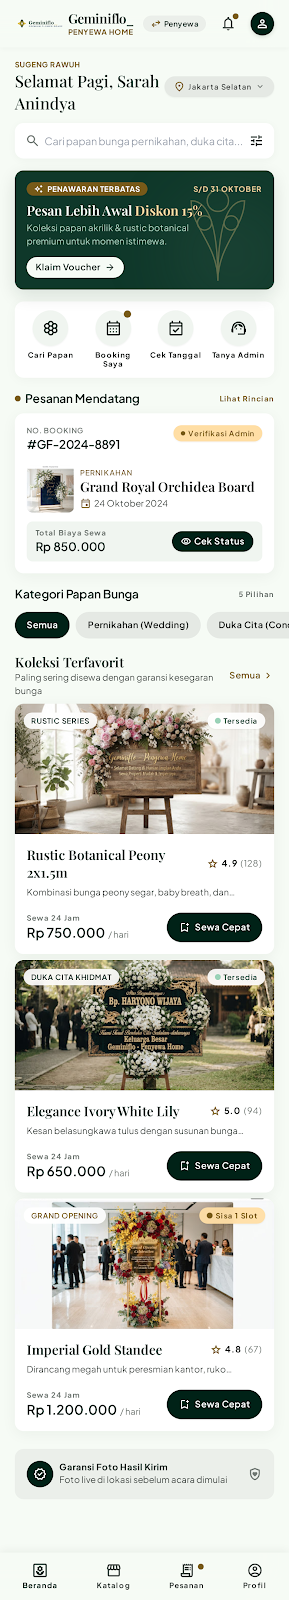 Geminiflo
Geminiflo_
PENYEWA HOME
Penyewa
SUGENG RAWUH
Selamat Pagi, Sarah
Anindya
Jakarta Selatan
Cari papan bunga pernikahan, duka cita...
PENAWARAN TERBATAS
S/D 31 OKTOBER
Pesan Lebih Awal Diskon 15%
Koleksi papan akrilik & rustic botanical
premium untuk momen istimewa.
Klaim Voucher →
Cari Papan
Booking
Saya
Cek Tanggal
Tanya Admin
Pesanan Mendatang
Lihat Rincian
NO. BOOKING
#GF-2024-8891
Verifikasi Admin
PERNIKAHAN
Grand Royal Orchidea Board
24 Oktober 2024
Total Biaya Sewa
Rp 850.000
Cek Status
Kategori Papan Bunga
5 Pilihan
Semua
Pernikahan (Wedding)
Duka Cita (Con
Koleksi Terfavorit
Paling sering disewa dengan garansi kesegaran
bunga
Semua
RUSTIC SERIES
Tersedia
Geminiflo - Penyewa Home
Rustic Botanical Peony
2x1.5m
4.9 (128)
Kombinasi bunga peony segar, baby breath, dan...
Sewa 24 Jam
Rp 750.000 / hari
Sewa Cepat
DUKA CITA KHIDMAT
Tersedia
Bp. HARYONO WIJAYA
Keluarga Besar
Geminiflo - Penyewa Home
Elegance Ivory White Lily
5.0 (94)
Kesan belasungkawa tulus dengan susunan bunga...
Sewa 24 Jam
Rp 650.000 / hari
Sewa Cepat
GRAND OPENING
Sisa 1 Slot
Imperial Gold Standee
4.8 (67)
Dirancang megah untuk peresmian kantor, ruko...
Sewa 24 Jam
Rp 1.200.000 / hari
Sewa Cepat
Garansi Foto Hasil Kirim
Foto live di lokasi sebelum acara dimulai
Beranda
Katalog
Pesanan
Profil